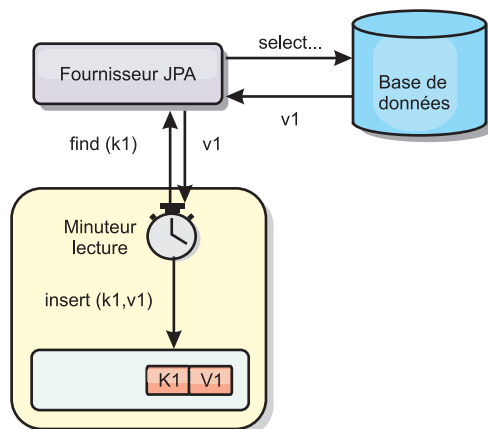 select...
Fournisseur JPA
Base de
données
v1
find (k1)
v1
Minuteur
lecture
insert (k1,v1)
K1
V1